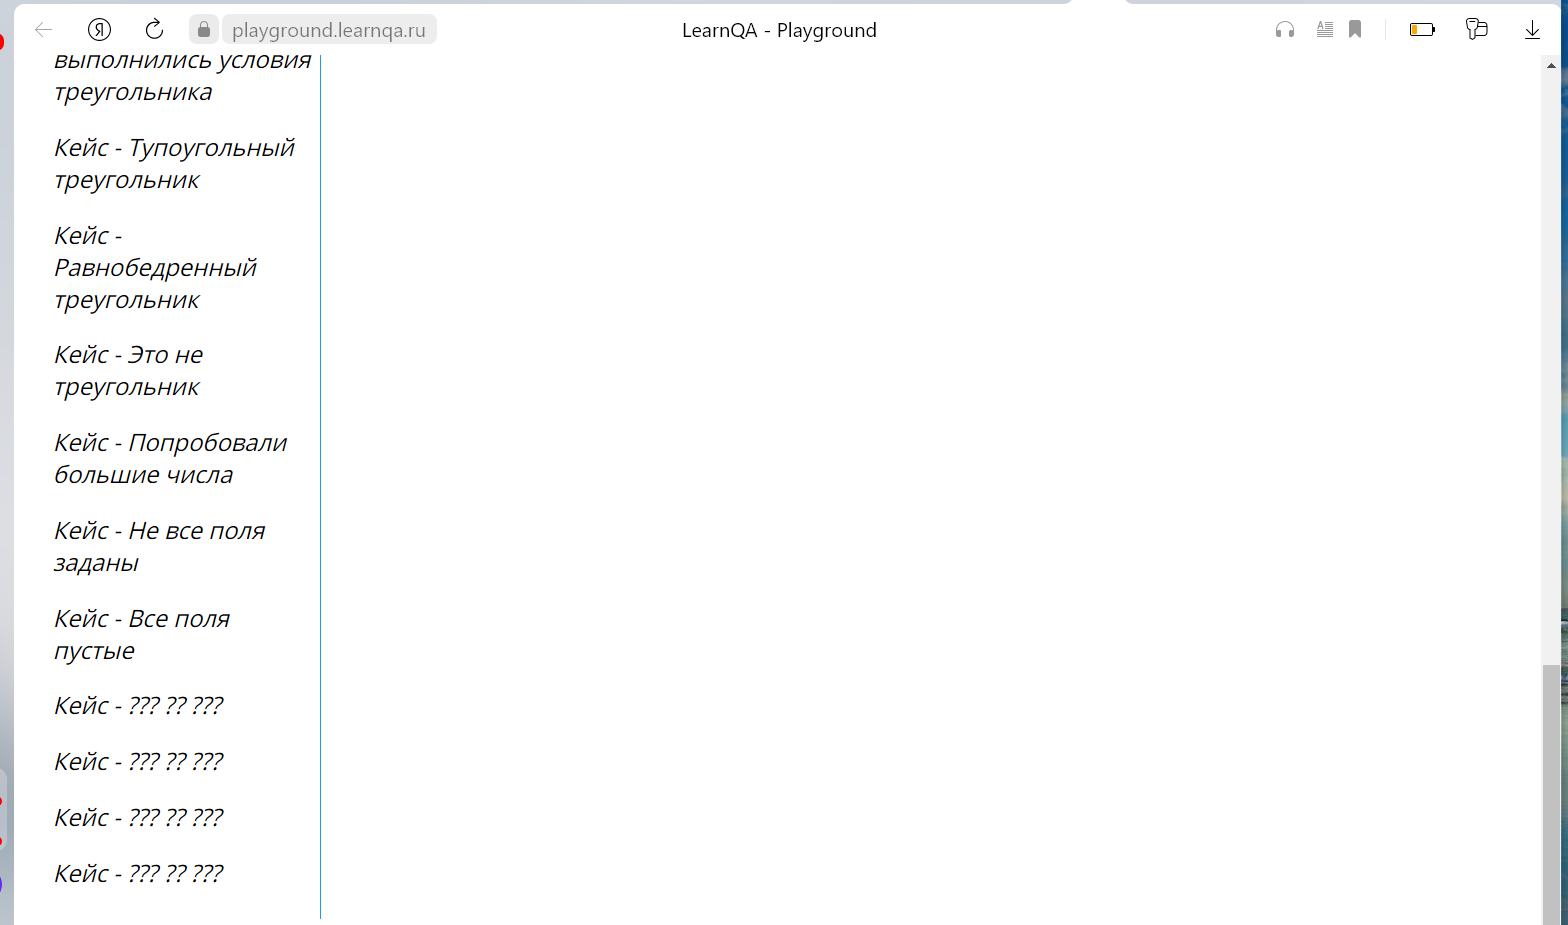 playground.learnqa.ru
LearnQA - Playground
выполнились условия
треугольника
Кейс - Тупоугольный
треугольник
Кейс -
Равнобедренный
треугольник
Кейс - Это не
треугольник
Кейс - Попробовали
большие числа
Кейс - Не все поля
заданы
Кейс - Все поля
пустые
Кейс - ??? ?? ???
Кейс - ??? ?? ???
Кейс - ??? ?? ???
Кейс - ??? ?? ???